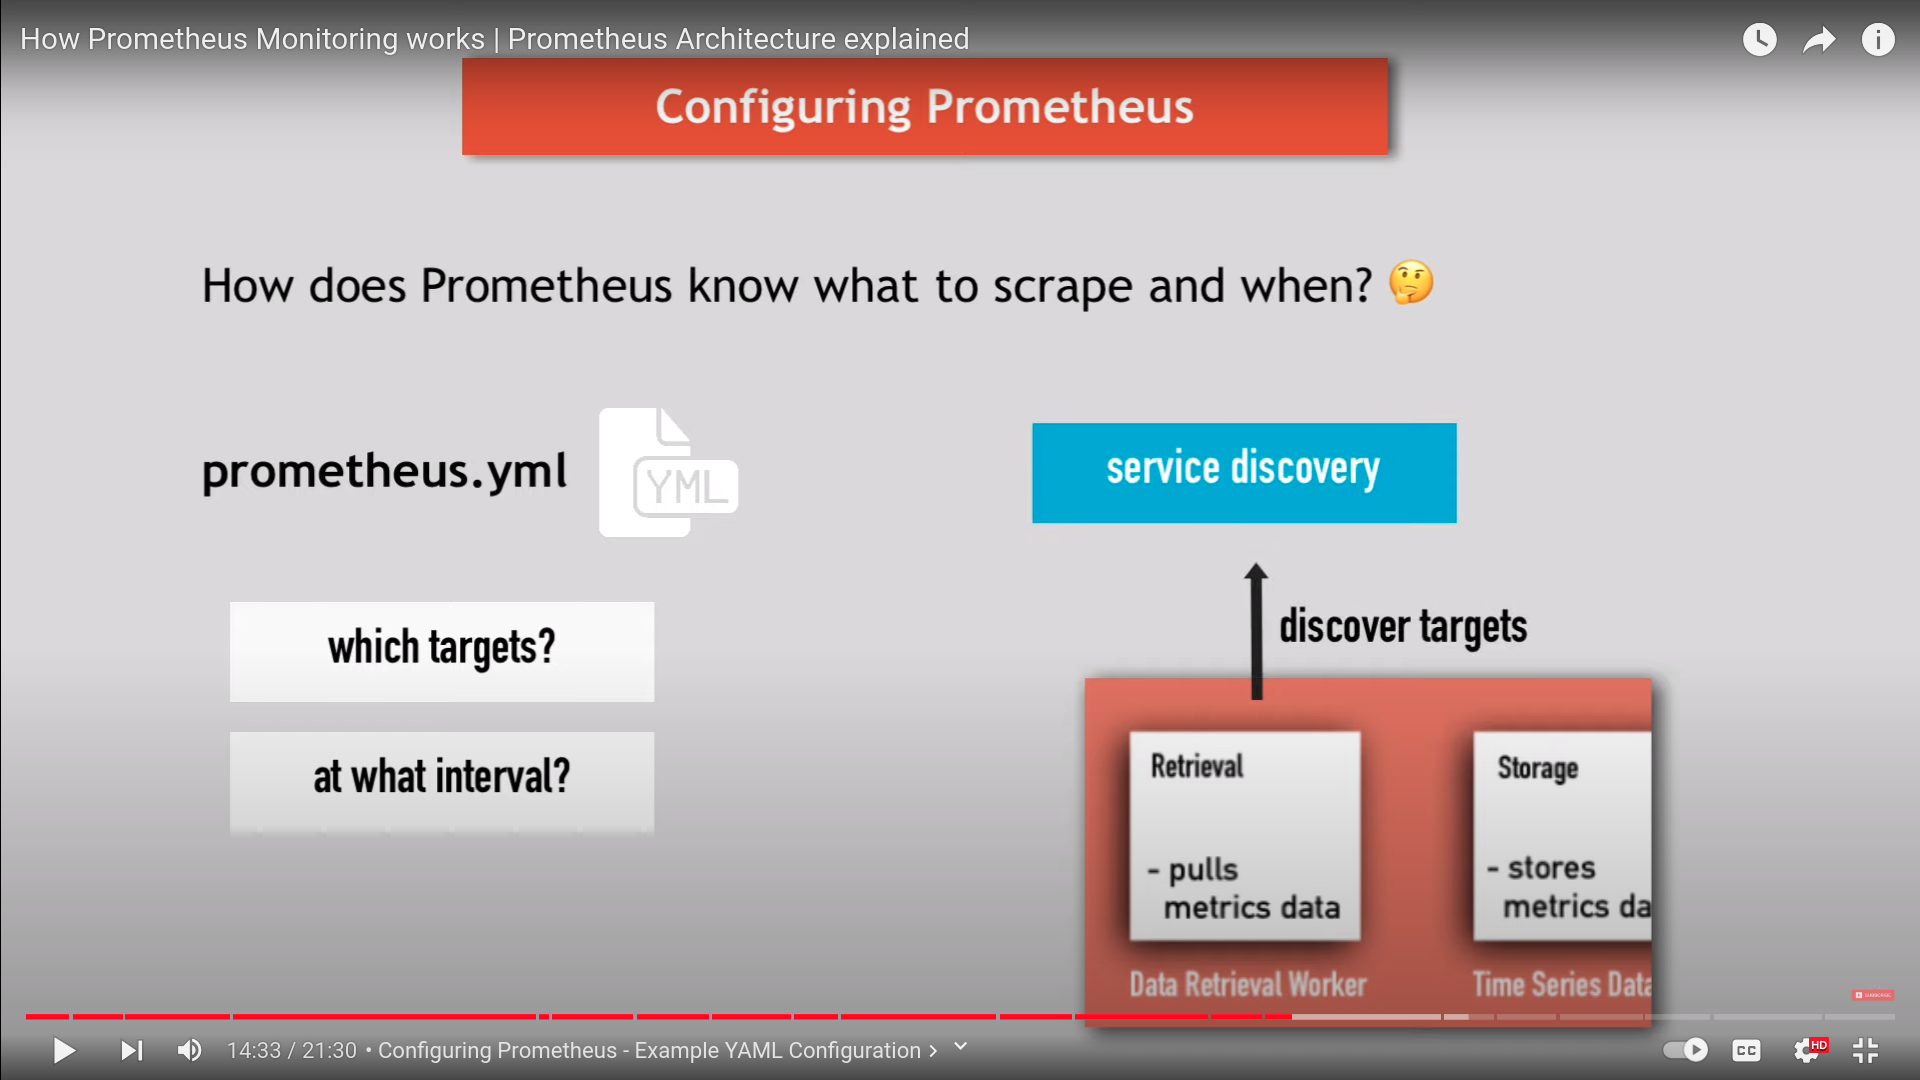 How Prometheus Monitoring works | Prometheus Architecture explained
Configuring Prometheus
How does Prometheus know what to scrape and when? 🤔
prometheus.yml
YML
service discovery
which targets?
discover targets
at what interval?
Retrieval
- pulls
metrics data
Data Retrieval Worker
Storage
- stores
metrics da
Time Series Data
SUBSCRIBE
14:33 / 21:30 • Configuring Prometheus - Example YAML Configuration ›
CC
HD